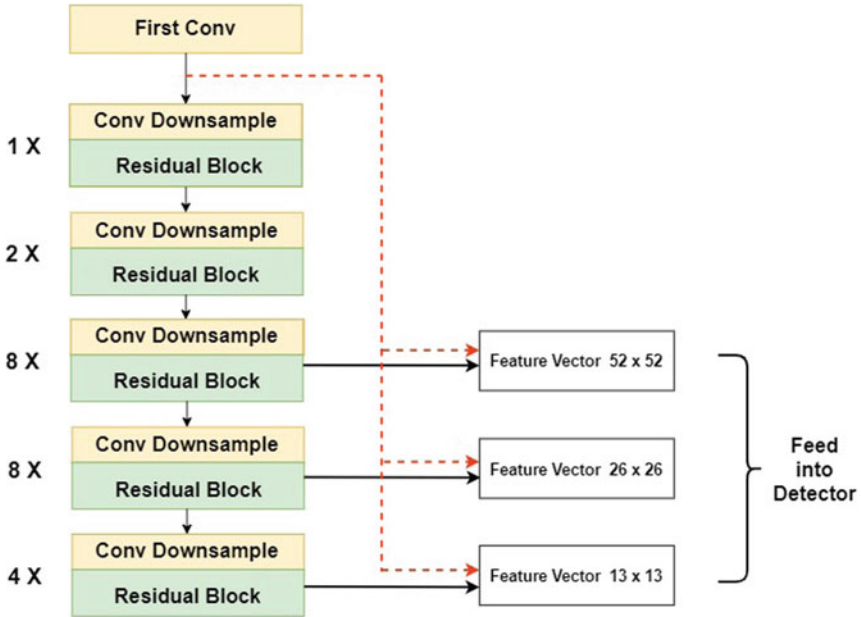 First Conv
1 X
Conv Downsample
Residual Block
2 X
Conv Downsample
Residual Block
8 X
Conv Downsample
Residual Block
Feature Vector 52 x 52
8 X
Conv Downsample
Residual Block
Feature Vector 26 x 26
4 X
Conv Downsample
Residual Block
Feature Vector 13 x 13
Feed
into
Detector